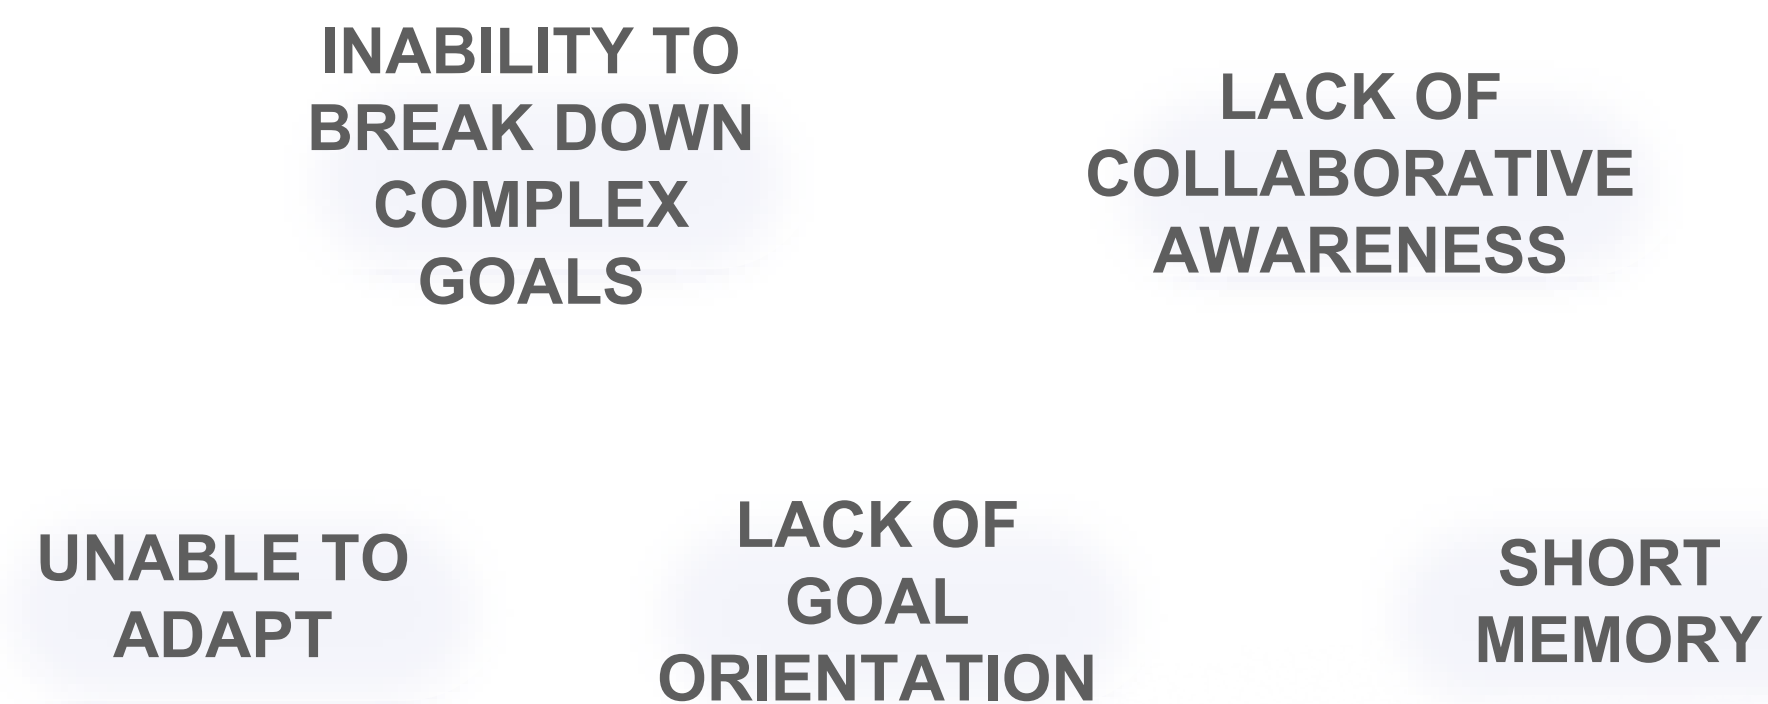 INABILITY TO
BREAK DOWN
COMPLEX
GOALS
LACK OF
COLLABORATIVE
AWARENESS
UNABLE TO
ADAPT
LACK OF
GOAL
ORIENTATION
SHORT
MEMORY